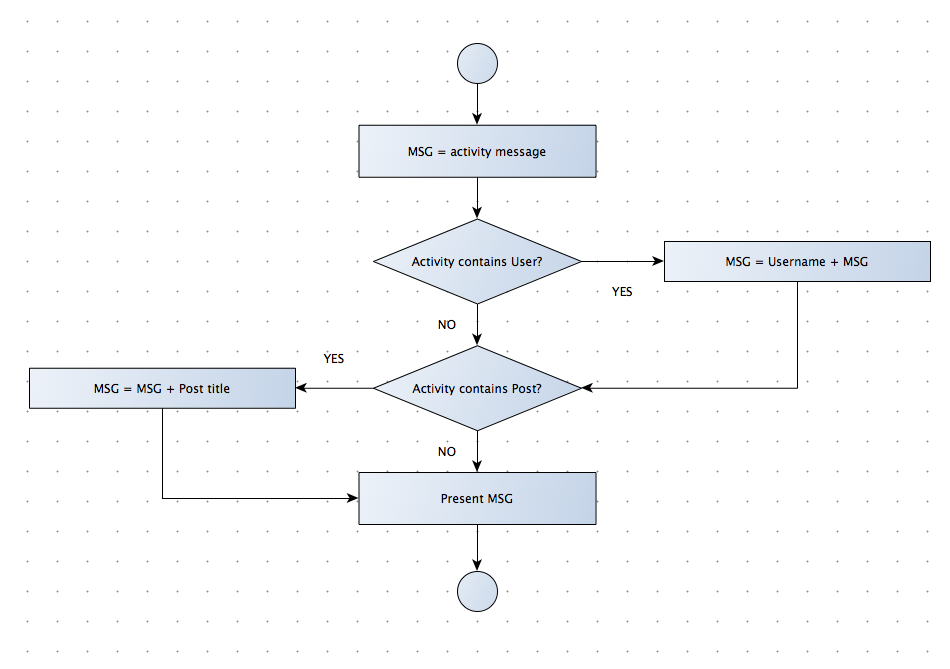 MSG = activity message
Activity contains User?
MSG = Username + MSG
YES
NO
YES
MSG = MSG + Post title
Activity contains Post?
NO
Present MSG